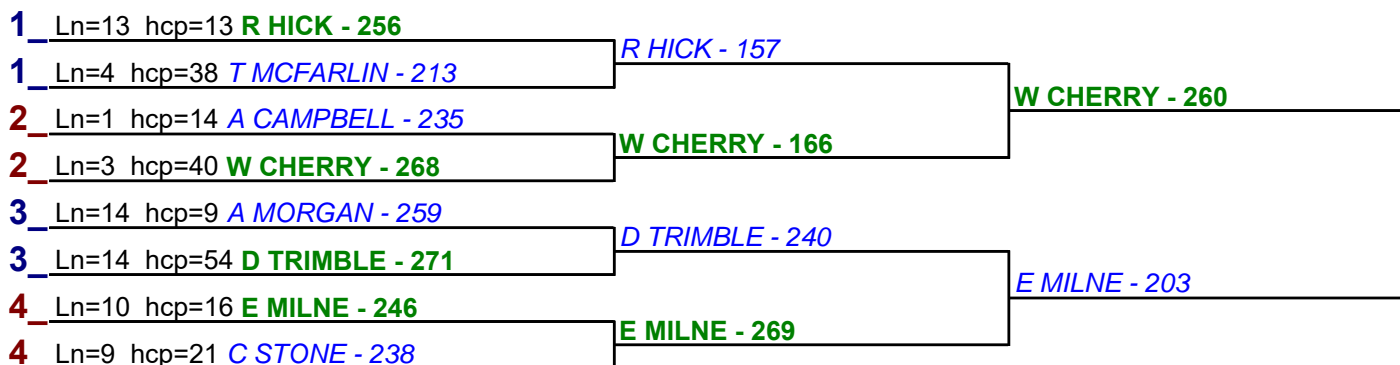 1_ Ln=13 hcp=13 R HICK - 256
R HICK - 157
1_ Ln=4 hcp=38 T MCFARLIN - 213
W CHERRY - 260
2_ Ln=1 hcp=14 A CAMPBELL - 235
W CHERRY - 166
2_ Ln=3 hcp=40 W CHERRY - 268
3_ Ln=14 hcp=9 A MORGAN - 259
D TRIMBLE - 240
3_ Ln=14 hcp=54 D TRIMBLE - 271
E MILNE - 203
4_ Ln=10 hcp=16 E MILNE - 246
E MILNE - 269
4 Ln=9 hcp=21 C STONE - 238